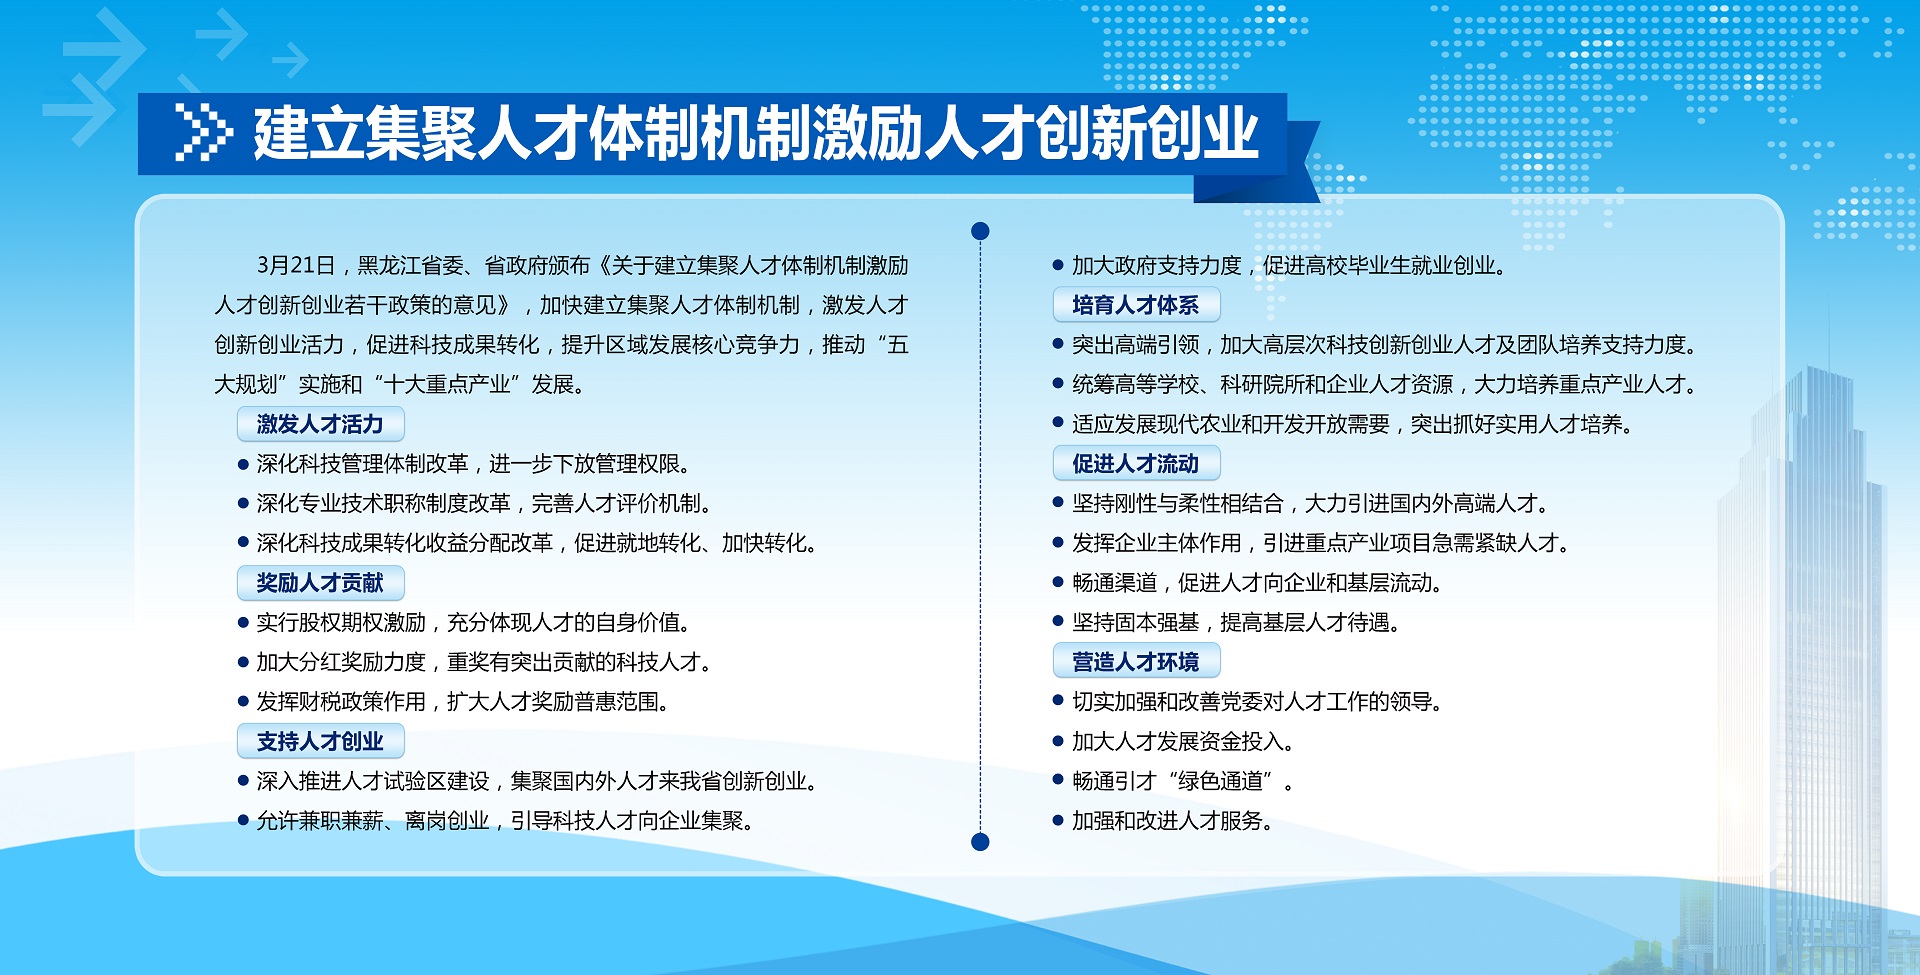 建立集聚人才体制机制激励人才创新创业
3月21日，黑龙江省委、省政府颁布《关于建立集聚人才体制机制激励
人才创新创业若干政策的意见》，加快建立集聚人才体制机制，激发人才
创新创业活力，促进科技成果转化，提升区域发展核心竞争力，推动“五
大规划”实施和“十大重点产业”发展。
激发人才活力
● 深化科技管理体制改革，进一步下放管理权限。
● 深化专业技术职称制度改革，完善人才评价机制。
● 深化科技成果转化收益分配改革，促进就地转化、加快转化。
奖励人才贡献
● 实行股权期权激励，充分体现人才的自身价值。
● 加大分红奖励力度，重奖有突出贡献的科技人才。
● 发挥财税政策作用，扩大人才奖励普惠范围。
支持人才创业
● 深入推进人才试验区建设，集聚国内外人才来我省创新创业。
● 允许兼职兼薪、离岗创业，引导科技人才向企业集聚。
● 加大政府支持力度，促进高校毕业生就业创业。
培育人才体系
● 突出高端引领，加大高层次科技创新创业人才及团队培养支持力度。
● 统筹高等学校、科研院所和企业人才资源，大力培养重点产业人才。
● 适应发展现代农业和开发开放需要，突出抓好实用人才培养。
促进人才流动
● 坚持刚性与柔性相结合，大力引进国内外高端人才。
● 发挥企业主体作用，引进重点产业项目急需紧缺人才。
● 畅通渠道，促进人才向企业和基层流动。
● 坚持固本强基，提高基层人才待遇。
营造人才环境
● 切实加强和改善党委对人才工作的领导。
● 加大人才发展资金投入。
● 畅通引才“绿色通道”。
● 加强和改进人才服务。